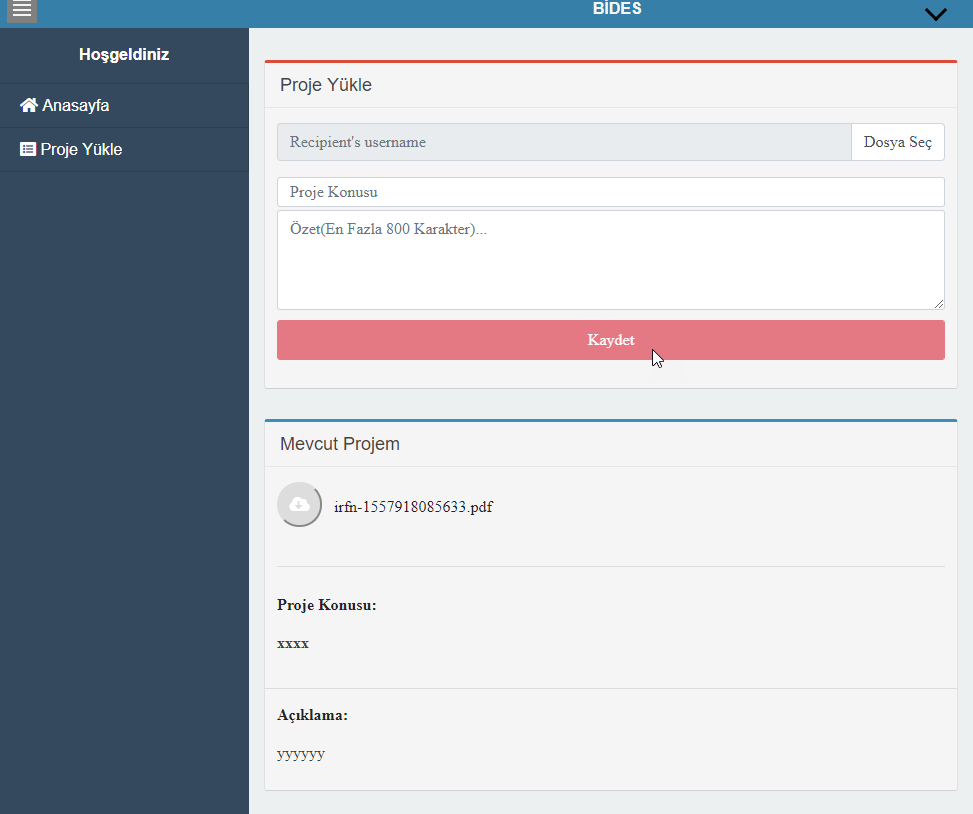 BİDES
Hoşgeldiniz
Anasayfa
Proje Yükle
Proje Yükle
Recipient's username
Dosya Seç
Proje Konusu
Özet(En Fazla 800 Karakter)...
Kaydet
Mevcut Projem
irfn-1557918085633.pdf
Proje Konusu:
xxxx
Açıklama:
yyyyyy